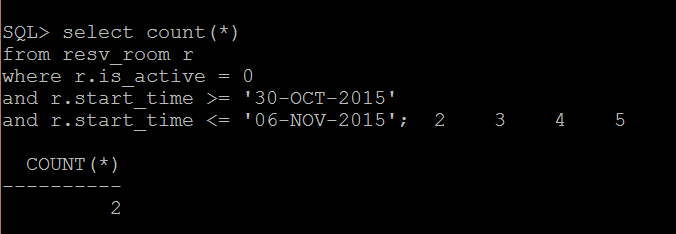 SQL> select count(*)
from resv_room r
where r.is_active = 0
and r.start_time >= '30-OCT-2015'
and r.start_time <= '06-NOV-2015';  2    3    4    5
  COUNT(*)
----------
         2